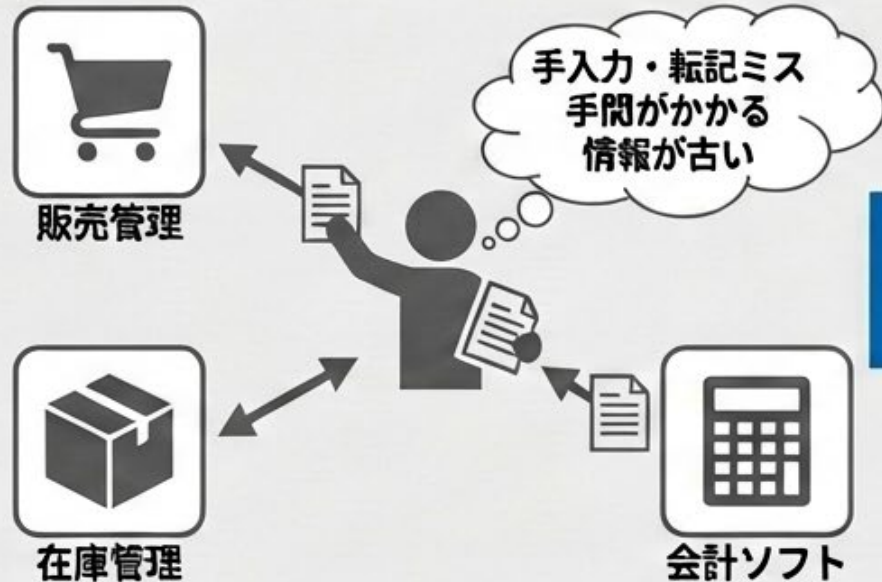 手入力・転記ミス
手間がかかる
情報が古い
販売管理
在庫管理
会計ソフト